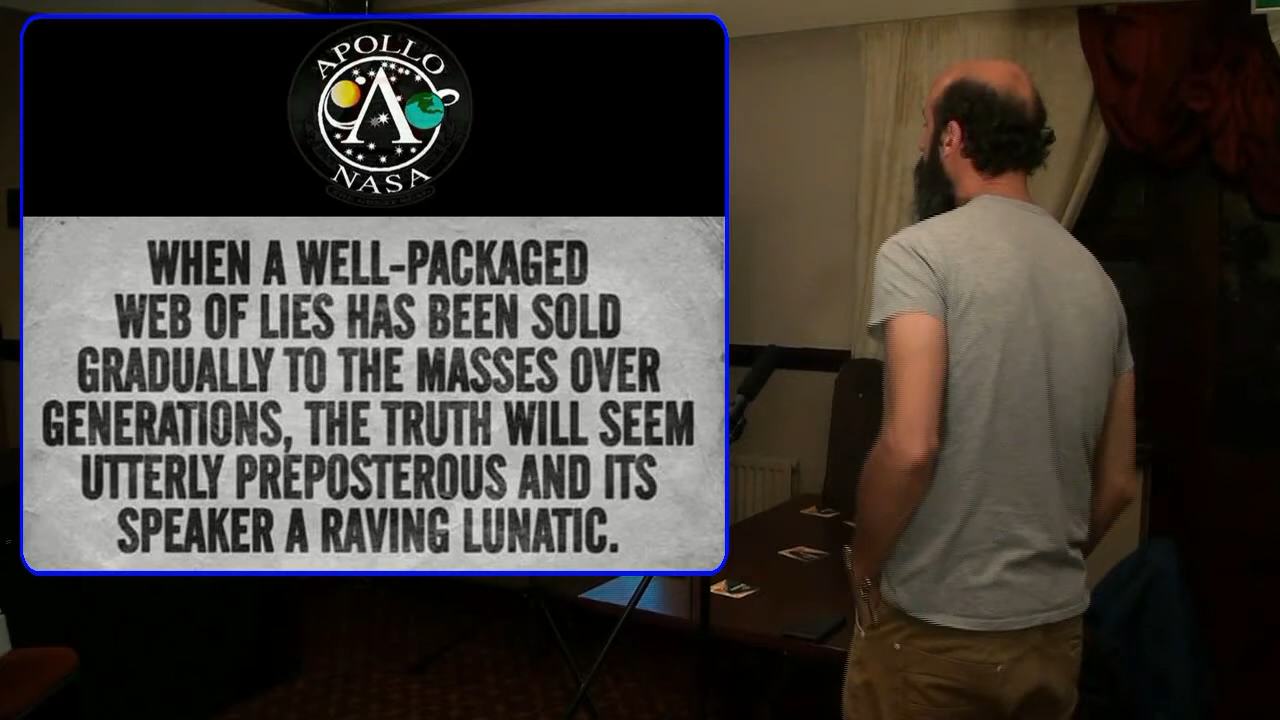 APOLLO
NASA
WHEN A WELL-PACKAGED
WEB OF LIES HAS BEEN SOLD
GRADUALLY TO THE MASSES OVER
GENERATIONS, THE TRUTH WILL SEEM
UTTERLY PREPOSTEROUS AND ITS
SPEAKER A RAVING LUNATIC.